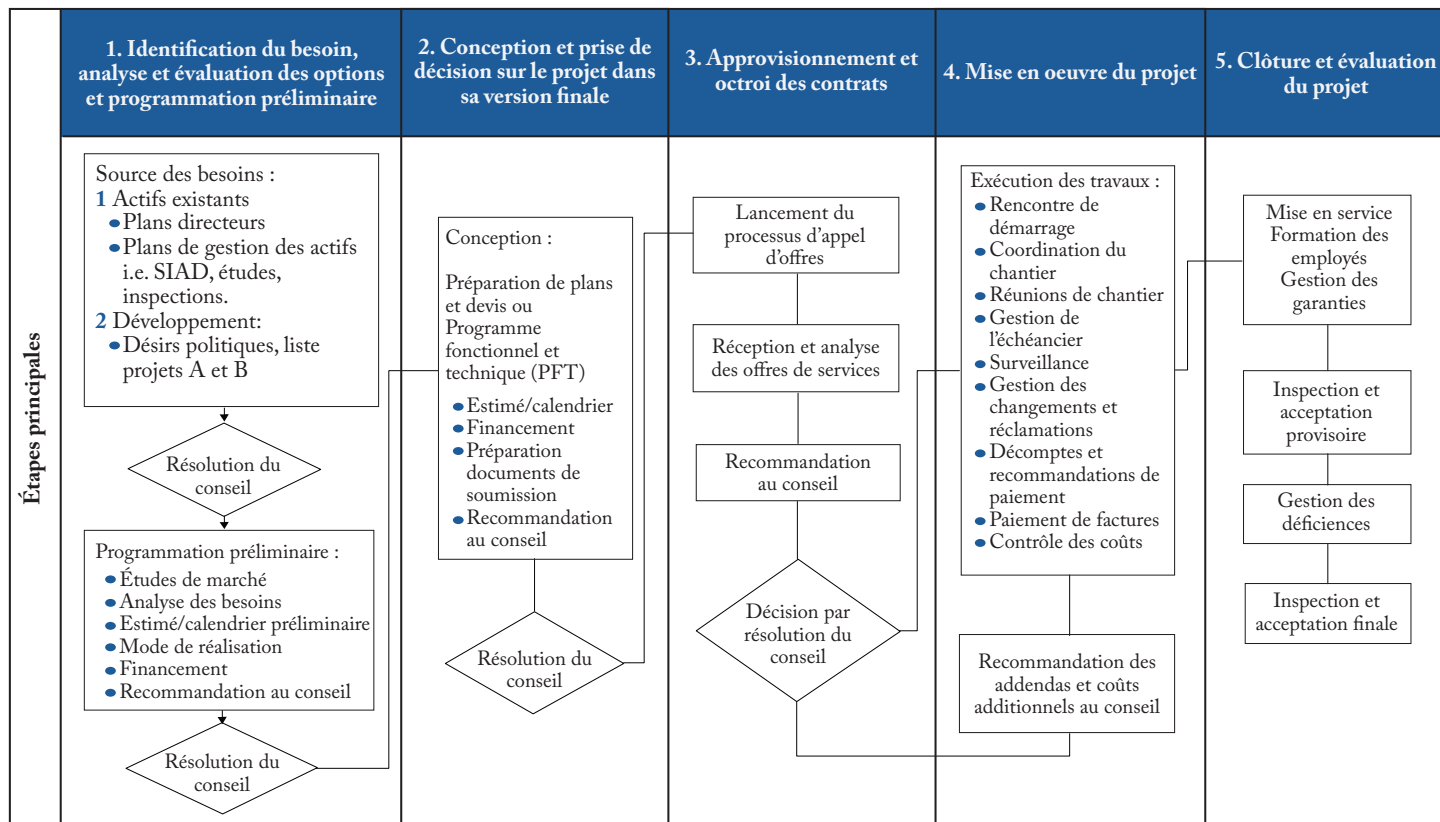 1. Identification du besoin,
analyse et évaluation des options
et programmation préliminaire
2. Conception et prise de
décision sur le projet dans
sa version finale
3. Approvisionnement et
octroi des contrats
4. Mise en oeuvre du projet
5. Clôture et évaluation
du projet
Étapes principales
Source des besoins :
1 Actifs existants
• Plans directeurs
• Plans de gestion des actifs
i.e. SIAD, études,
inspections.
2 Développement:
• Désirs politiques, liste
projets A et B
Résolution du
conseil
Programmation préliminaire :
• Études de marché
• Analyse des besoins
• Estimé/calendrier préliminaire
• Mode de réalisation
• Financement
• Recommandation au conseil
Résolution du
conseil
Conception :
Préparation de plans
et devis ou
Programme
fonctionnel et
technique (PFT)
• Estimé/calendrier
• Financement
• Préparation
documents de
soumission
• Recommandation
au conseil
Résolution du
conseil
Lancement du
processus d'appel
d'offres
Réception et analyse
des offres de services
Recommandation
au conseil
Décision par
résolution du
conseil
Exécution des travaux :
• Rencontre de
démarrage
• Coordination du
chantier
• Réunions de chantier
• Gestion de
l'échéancier
• Surveillance
• Gestion des
changements et
réclamations
• Décomptes et
recommandations de
paiement
• Paiement de factures
• Contrôle des coûts
Recommandation des
addendas et coûts
additionnels au conseil
Mise en service
Formation des
employés
Gestion des
garanties
Inspection et
acceptation
provisoire
Gestion des
déficiences
Inspection et
acceptation finale